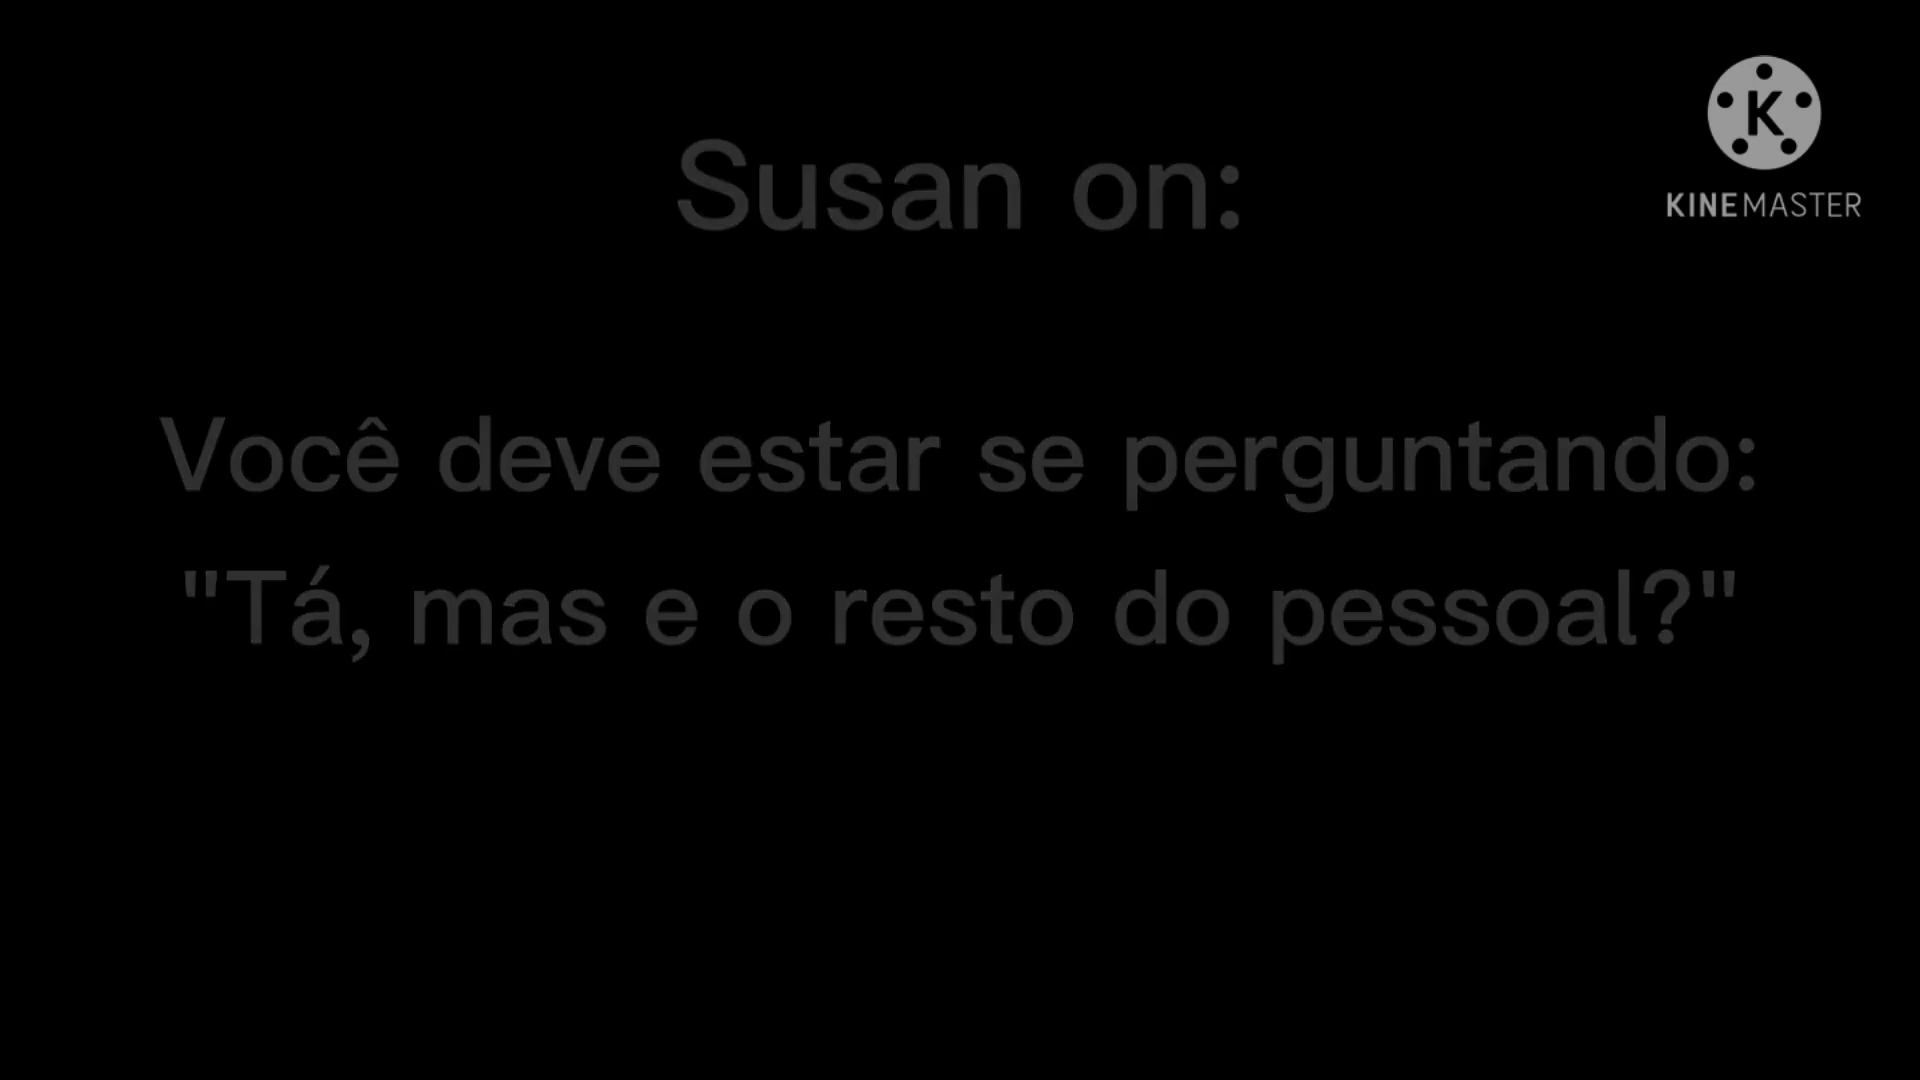 Susan on:
K
KINEMASTER
Você deve estar se perguntando:
"Tá, mas e o resto do pessoal?"